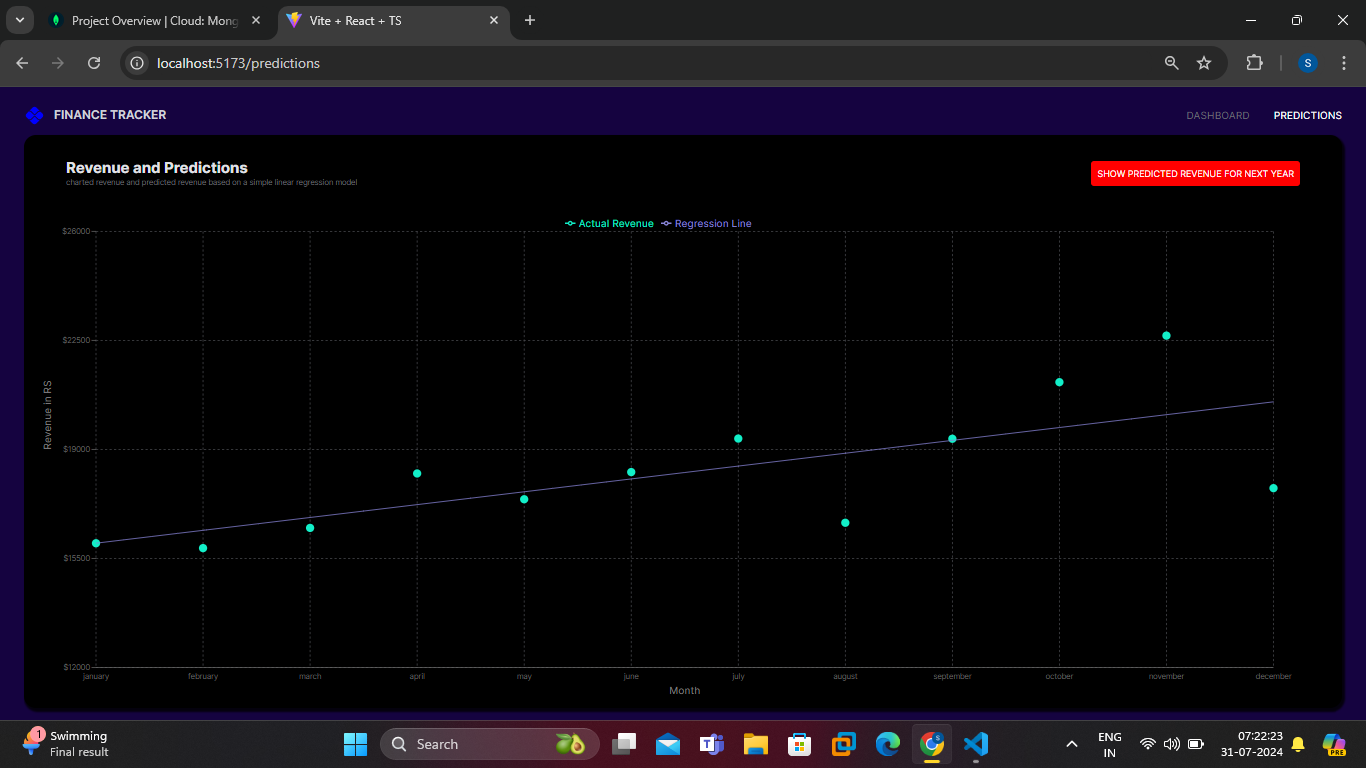 Project Overview | Cloud: Mong
Vite + React + TS
localhost:5173/predictions
S
FINANCE TRACKER
DASHBOARD
PREDICTIONS
Revenue and Predictions
charted revenue and predicted revenue based on a simple linear regression model
SHOW PREDICTED REVENUE FOR NEXT YEAR
Actual Revenue
Regression Line
$26000
$22500
$19000
$15500
$12000
Revenue in RS
january
february
march
april
may
june
july
august
september
october
november
december
Month
1
Swimming
Final result
Search
ENG
IN
07:22:23
31-07-2024
PRE